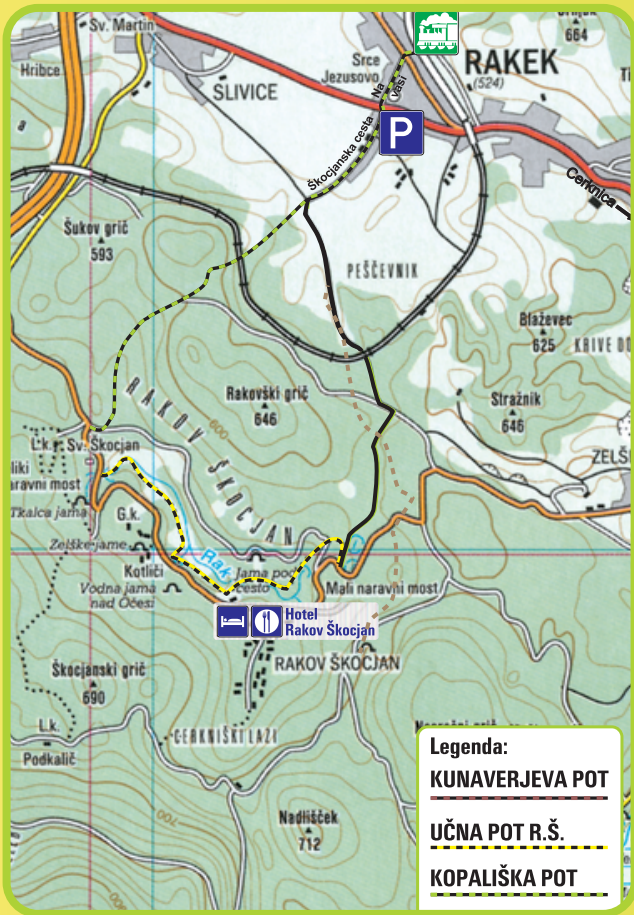 Sv. Martin
664
Hribce
SLIVICE
Srce
Jezusovo
RAKEK
(524)
Na
vasi
P
Škocjanska cesta
Cerknica
Šukov grič
593
PEŠČEVNIK
Blaževec
625
KRIVE DO
Rakovški grič
646
600
Stražnik
646
RAKOV ŠKOCJAN
L.k.
Sv. Škocjan
ZELŠ
liki
naravni most
Tkalca jama
G.k.
Zelške jame
Kotliči
Rak
Jama pod
cesto
Vodna jama
nad Očesi
Mali naravni most
Hotel
Rakov Škocjan
RAKOV ŠKOCJAN
Škocjanski grič
690
L.k.
Podkalič
CERKNIŠKI LAZI
700
Nadlišček
712
Legenda:
KUNAVERJEVA POT
UČNA POT R.Š.
KOPALIŠKA POT